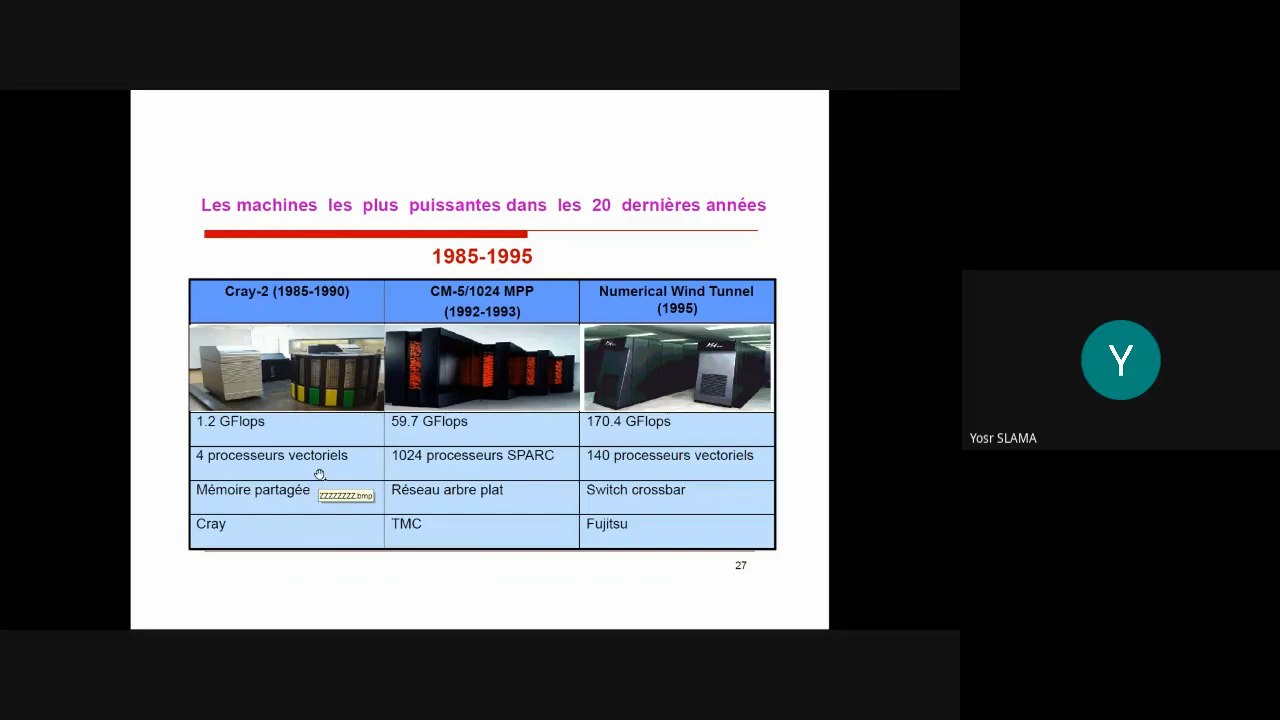 Les machines les plus puissantes dans les 20 dernières années
1985-1995
Cray-2 (1985-1990)
CM-5/1024 MPP
(1992-1993)
Numerical Wind Tunnel
(1995)
1.2 GFlops
59.7 GFlops
170.4 GFlops
4 processeurs vectoriels
1024 processeurs SPARC
140 processeurs vectoriels
Mémoire partagée
ZZZZZZZZ.bmp
Réseau arbre plat
Switch crossbar
Cray
TMC
Fujitsu
27
Y
Yosr SLAMA